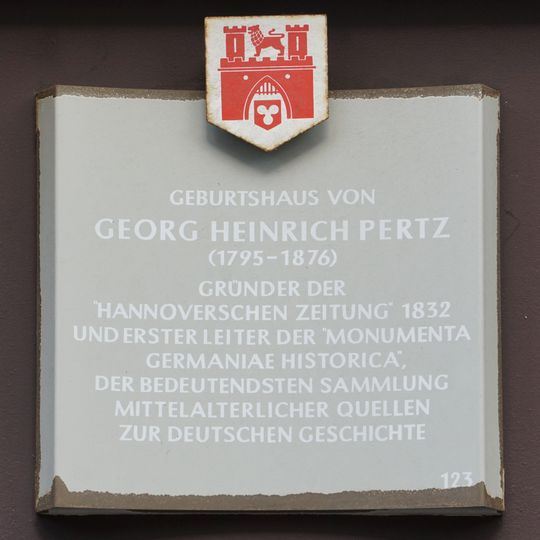 GEBURTSHAUS VON
GEORG HEINRICH PERTZ
(1795-1876)
GRÜNDER DER
"HANNOVERSCHEN ZEITUNG" 1832
UND ERSTER LEITER DER "MONUMENTA
GERMANIAE HISTORICA",
DER BEDEUTENDSTEN SAMMLUNG
MITTELALTERLICHER QUELLEN
ZUR DEUTSCHEN GESCHICHTE
123